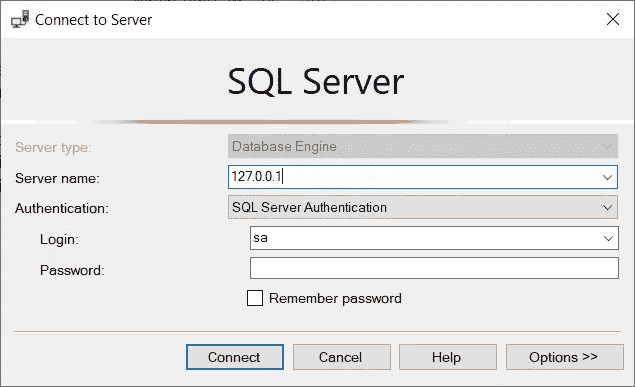 Connect to Server
SQL Server
Server type: Database Engine
Server name: 127.0.0.1
Authentication: SQL Server Authentication
Login: sa
Password:
Remember password
Connect Cancel Help Options >>